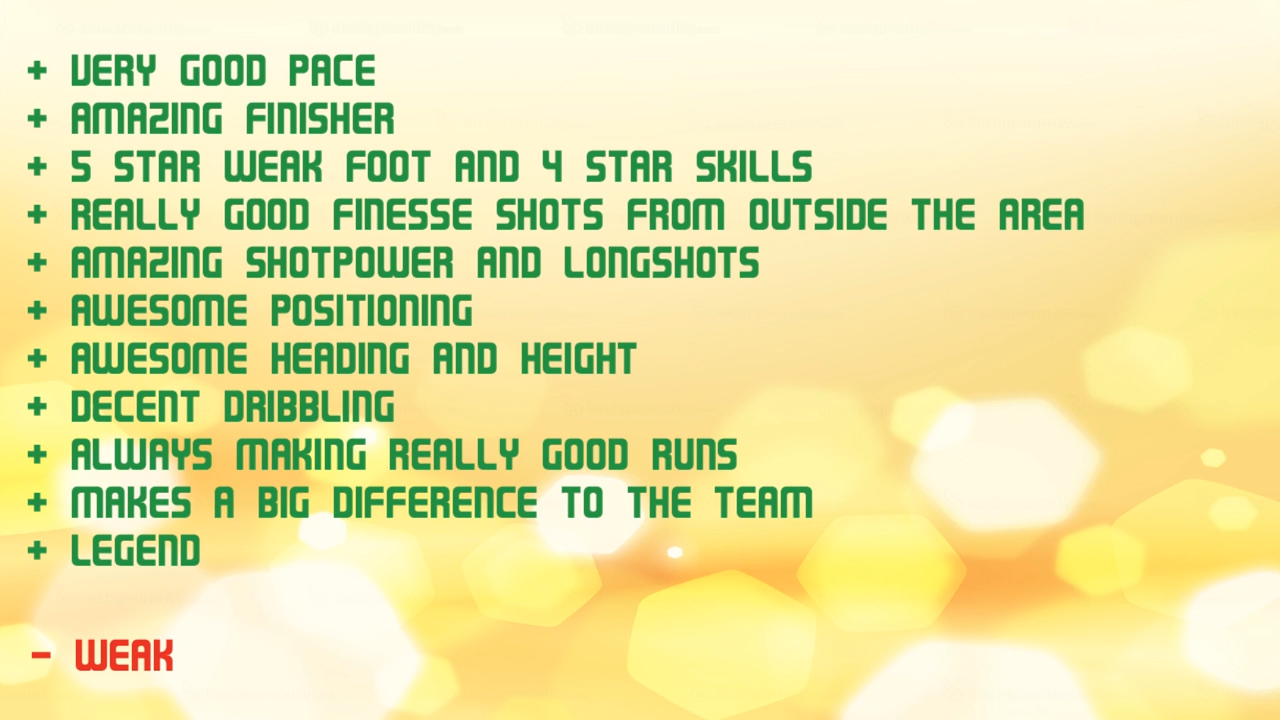 + VERY GOOD PACE
+ AMAZING FINISHER
+ 5 STAR WEAK FOOT AND 4 STAR SKILLS
+ REALLY GOOD FINESSE SHOTS FROM OUTSIDE THE AREA
+ AMAZING SHOTPOWER AND LONGSHOTS
+ AWESOME POSITIONING
+ AWESOME HEADING AND HEIGHT
+ DECENT DRIBBLING
+ ALWAYS MAKING REALLY GOOD RUNS
+ MAKES A BIG DIFFERENCE TO THE TEAM
+ LEGEND
- WEAK